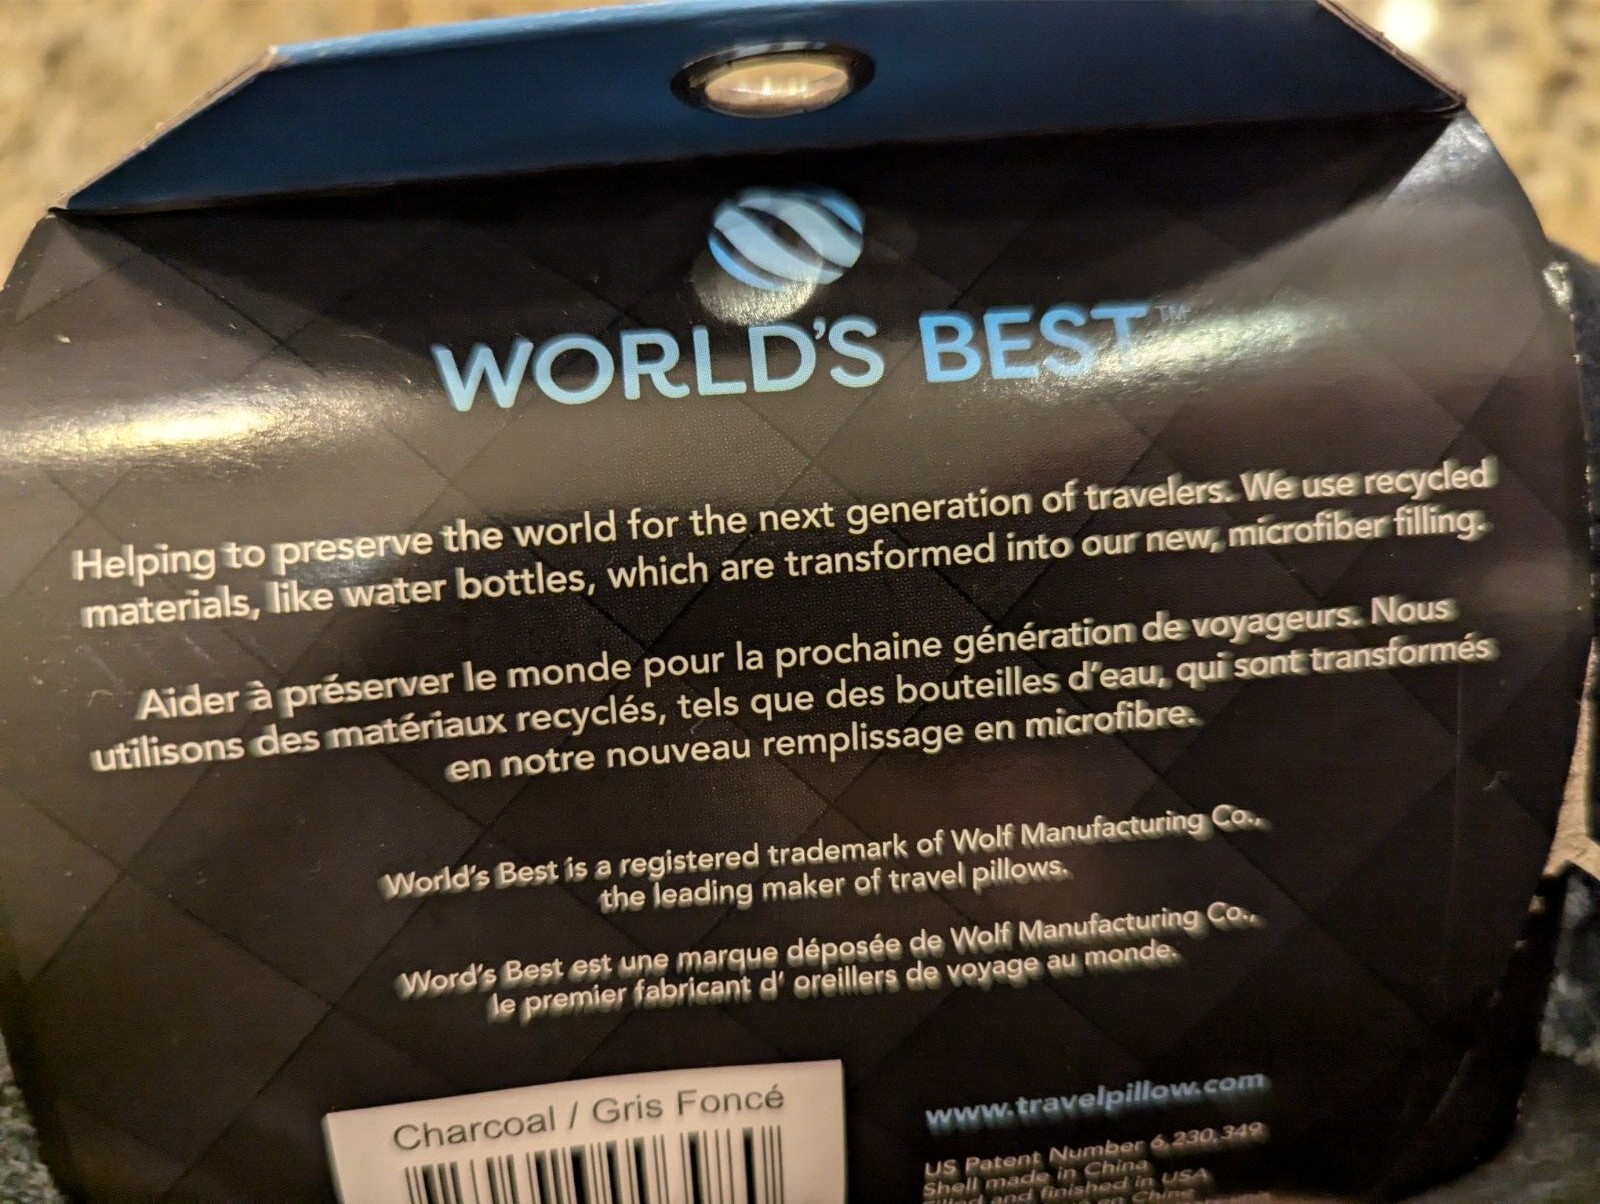 WORLD'S BEST™
Helping to preserve the world for the next generation of travelers. We use recycled
materials, like water bottles, which are transformed into our new, microfiber filling.
Aider à préserver le monde pour la prochaine génération de voyageurs. Nous
utilisons des matériaux recyclés, tels que des bouteilles d'eau, qui sont transformés
en notre nouveau remplissage en microfibre.
World's Best is a registered trademark of Wolf Manufacturing Co.,
the leading maker of travel pillows.
Word's Best est une marque déposée de Wolf Manufacturing Co.,
le premier fabricant d' oreillers de voyage au monde.
Charcoal / Gris Foncé
www.travelpillow.com
US Patent Number 6,230,349
Shell made in China
Filled and finished in USA
en Chine